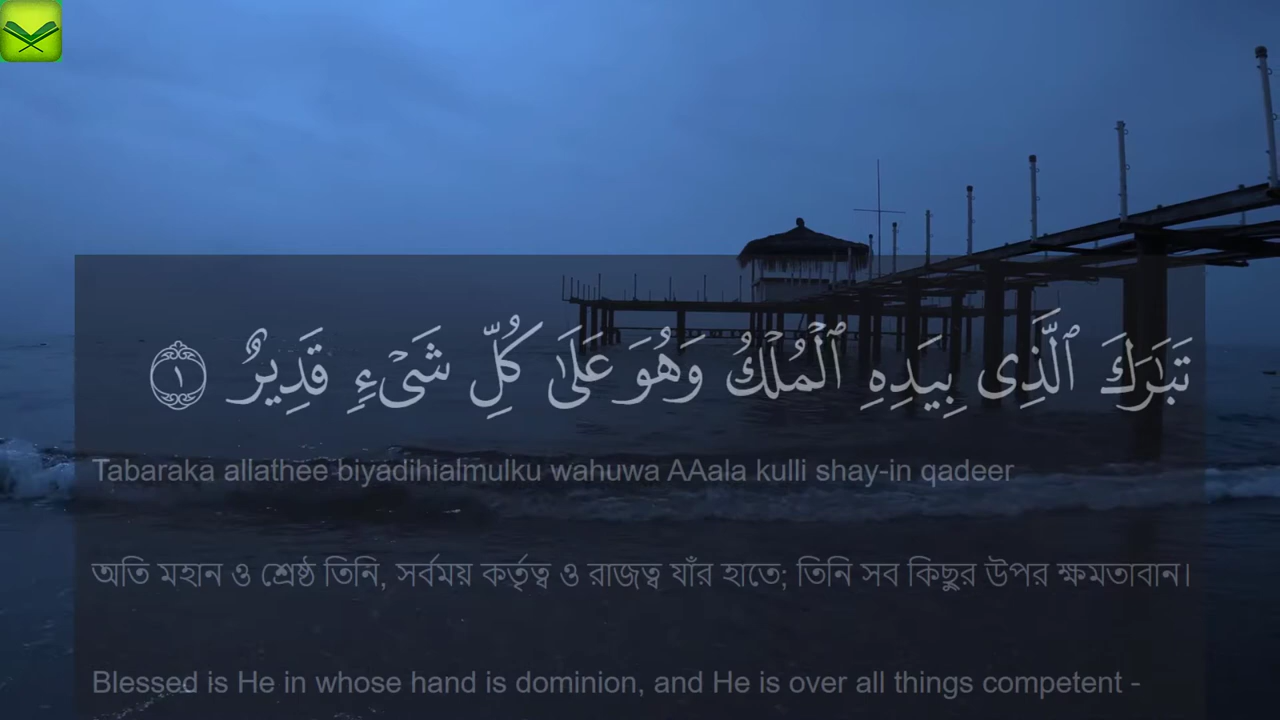 تَبَٰرَكَ ٱلَّذِى بِيَدِهِ ٱلْمُلْكُ وَهُوَ عَلَىٰ كُلِّ شَىْءٍ قَدِيرٌ ١
Tabaraka allathee biyadihialmulku wahuwa AAala kulli shay-in qadeer
অতি মহান ও শ্রেষ্ঠ তিনি, সর্বময় কর্তৃত্ব ও রাজত্ব যাঁর হাতে; তিনি সব কিছুর উপর ক্ষমতাবান।
Blessed is He in whose hand is dominion, and He is over all things competent -